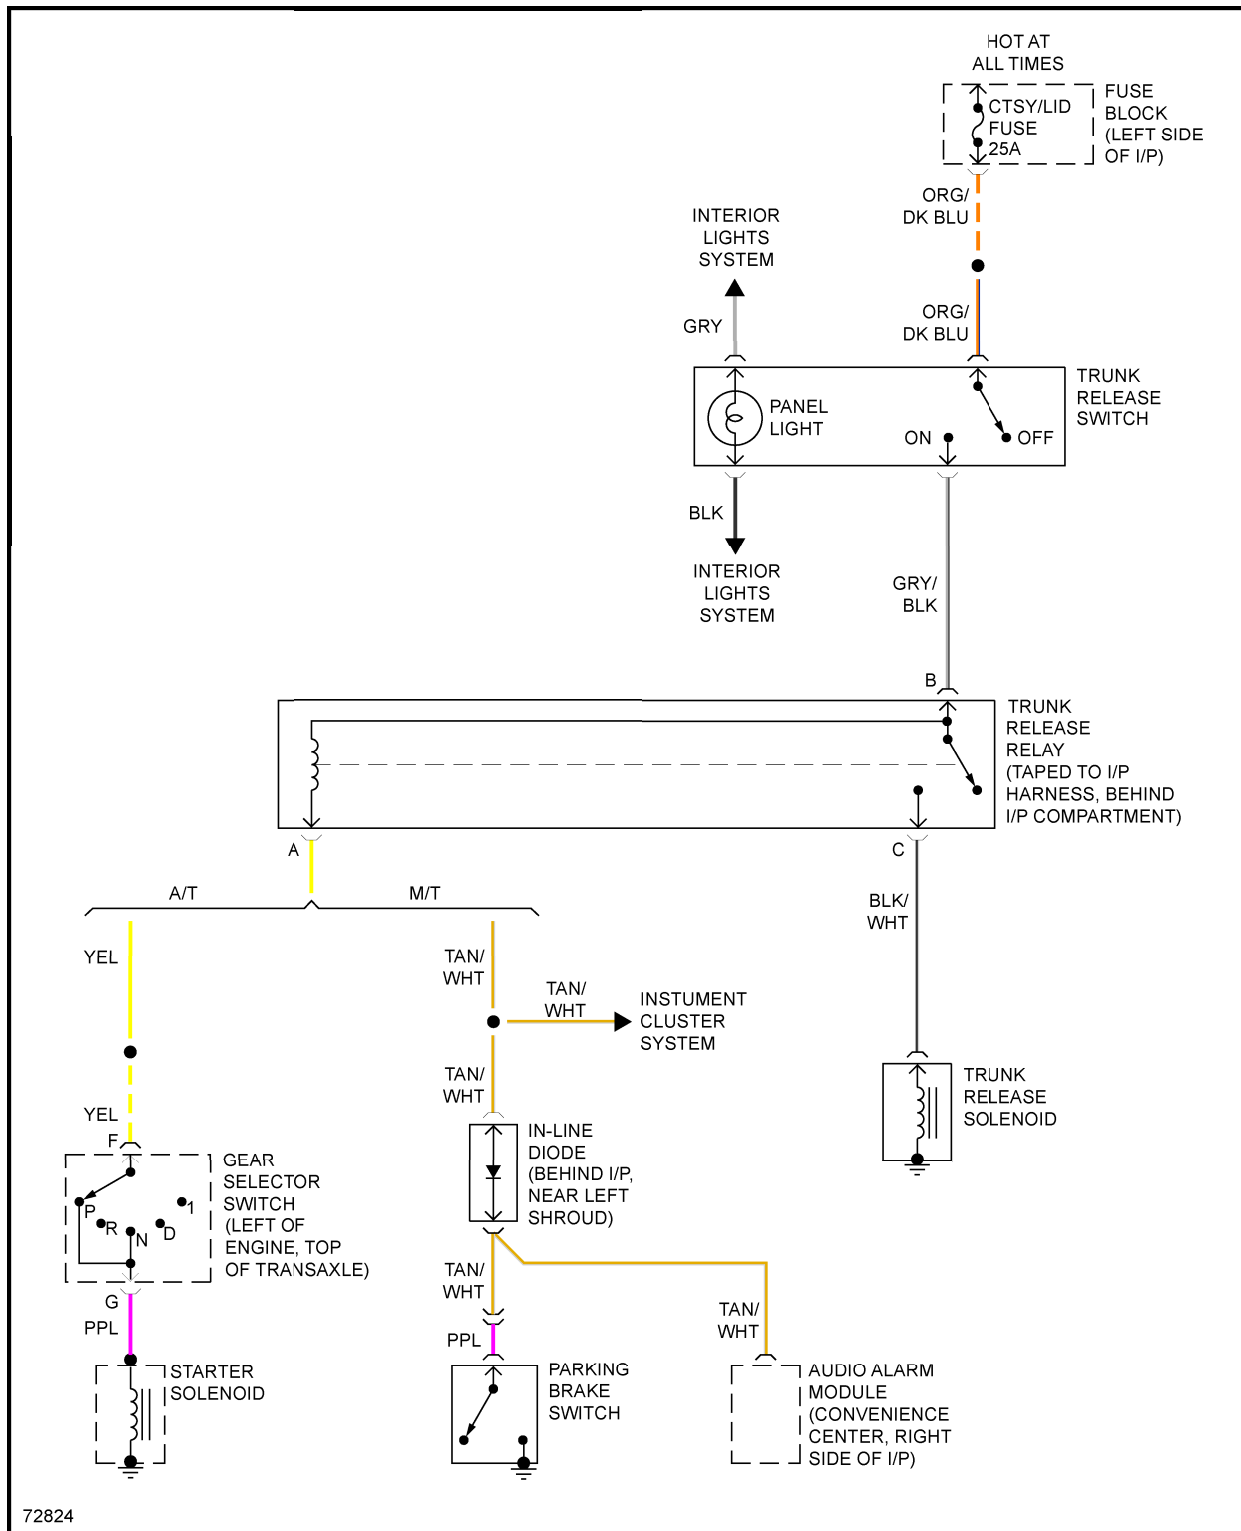 HOT AT
ALL TIMES
CTSY/LID
FUSE
25A
FUSE
BLOCK
(LEFT SIDE
OF I/P)
ORG/
DK BLU
INTERIOR
LIGHTS
SYSTEM
GRY
ORG/
DK BLU
PANEL
LIGHT
ON
OFF
TRUNK
RELEASE
SWITCH
BLK
INTERIOR
LIGHTS
SYSTEM
GRY/
BLK
B
TRUNK
RELEASE
RELAY
(TAPED TO I/P
HARNESS, BEHIND
I/P COMPARTMENT)
A
C
A/T
M/T
BLK/
WHT
YEL
TAN/
WHT
TAN/
WHT
INSTUMENT
CLUSTER
SYSTEM
TAN/
WHT
TRUNK
RELEASE
SOLENOID
YEL
F
IN-LINE
DIODE
(BEHIND I/P,
NEAR LEFT
SHROUD)
P
R
N
D
1
GEAR
SELECTOR
SWITCH
(LEFT OF
ENGINE, TOP
OF TRANSAXLE)
G
PPL
TAN/
WHT
TAN/
WHT
PPL
STARTER
SOLENOID
PARKING
BRAKE
SWITCH
AUDIO ALARM
MODULE
(CONVENIENCE
CENTER, RIGHT
SIDE OF I/P)
72824